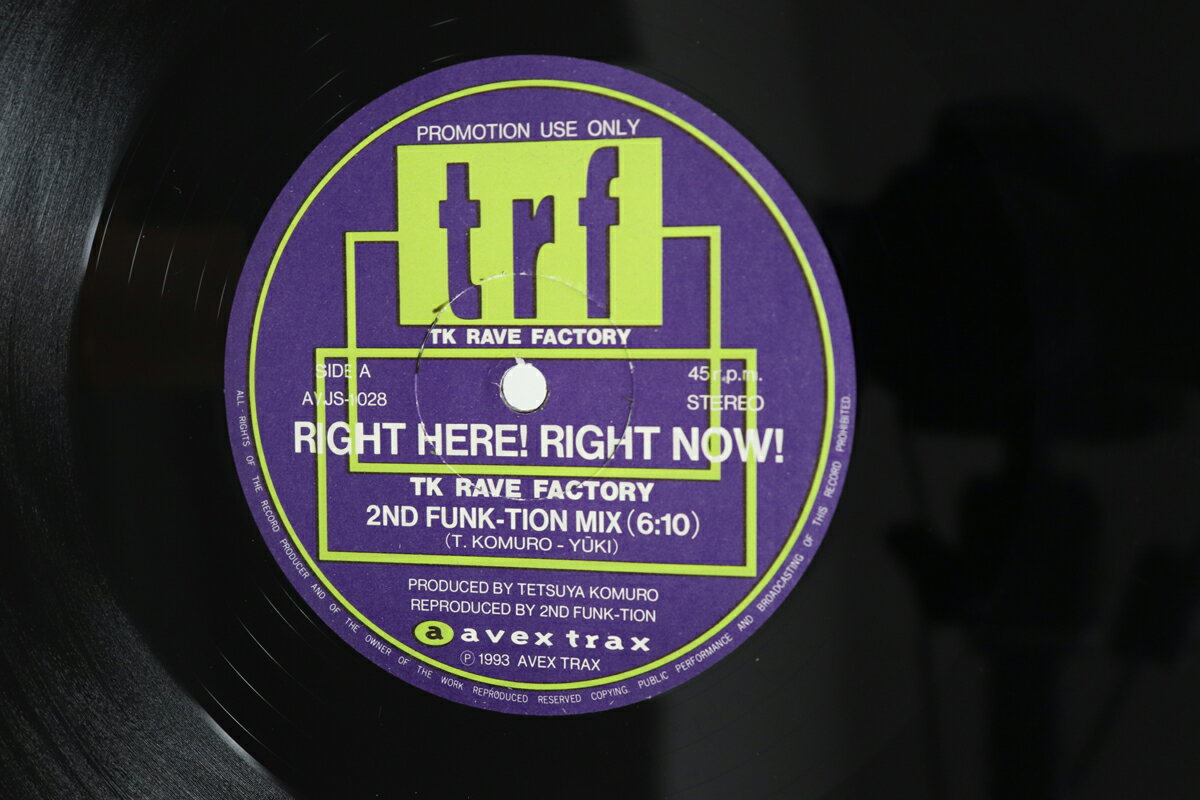 PROMOTION USE ONLY
trf
TK RAVE FACTORY
SIDE A
AVJS-1028
45 r.p.m.
STEREO
RIGHT HERE! RIGHT NOW!
TK RAVE FACTORY
2ND FUNK-TION MIX (6:10)
(T. KOMURO - YŪKI)
PRODUCED BY TETSUYA KOMURO
REPRODUCED BY 2ND FUNK-TION
a avex trax
Ⓟ 1993 AVEX TRAX
ALL · RIGHTS OF THE RECORD PRODUCER AND OF THE OWNER OF THE WORK REPRODUCED RESERVED COPYING. PUBLIC PERFORMANCE AND BROADCASTING OF THIS RECORD PROHIBITED.